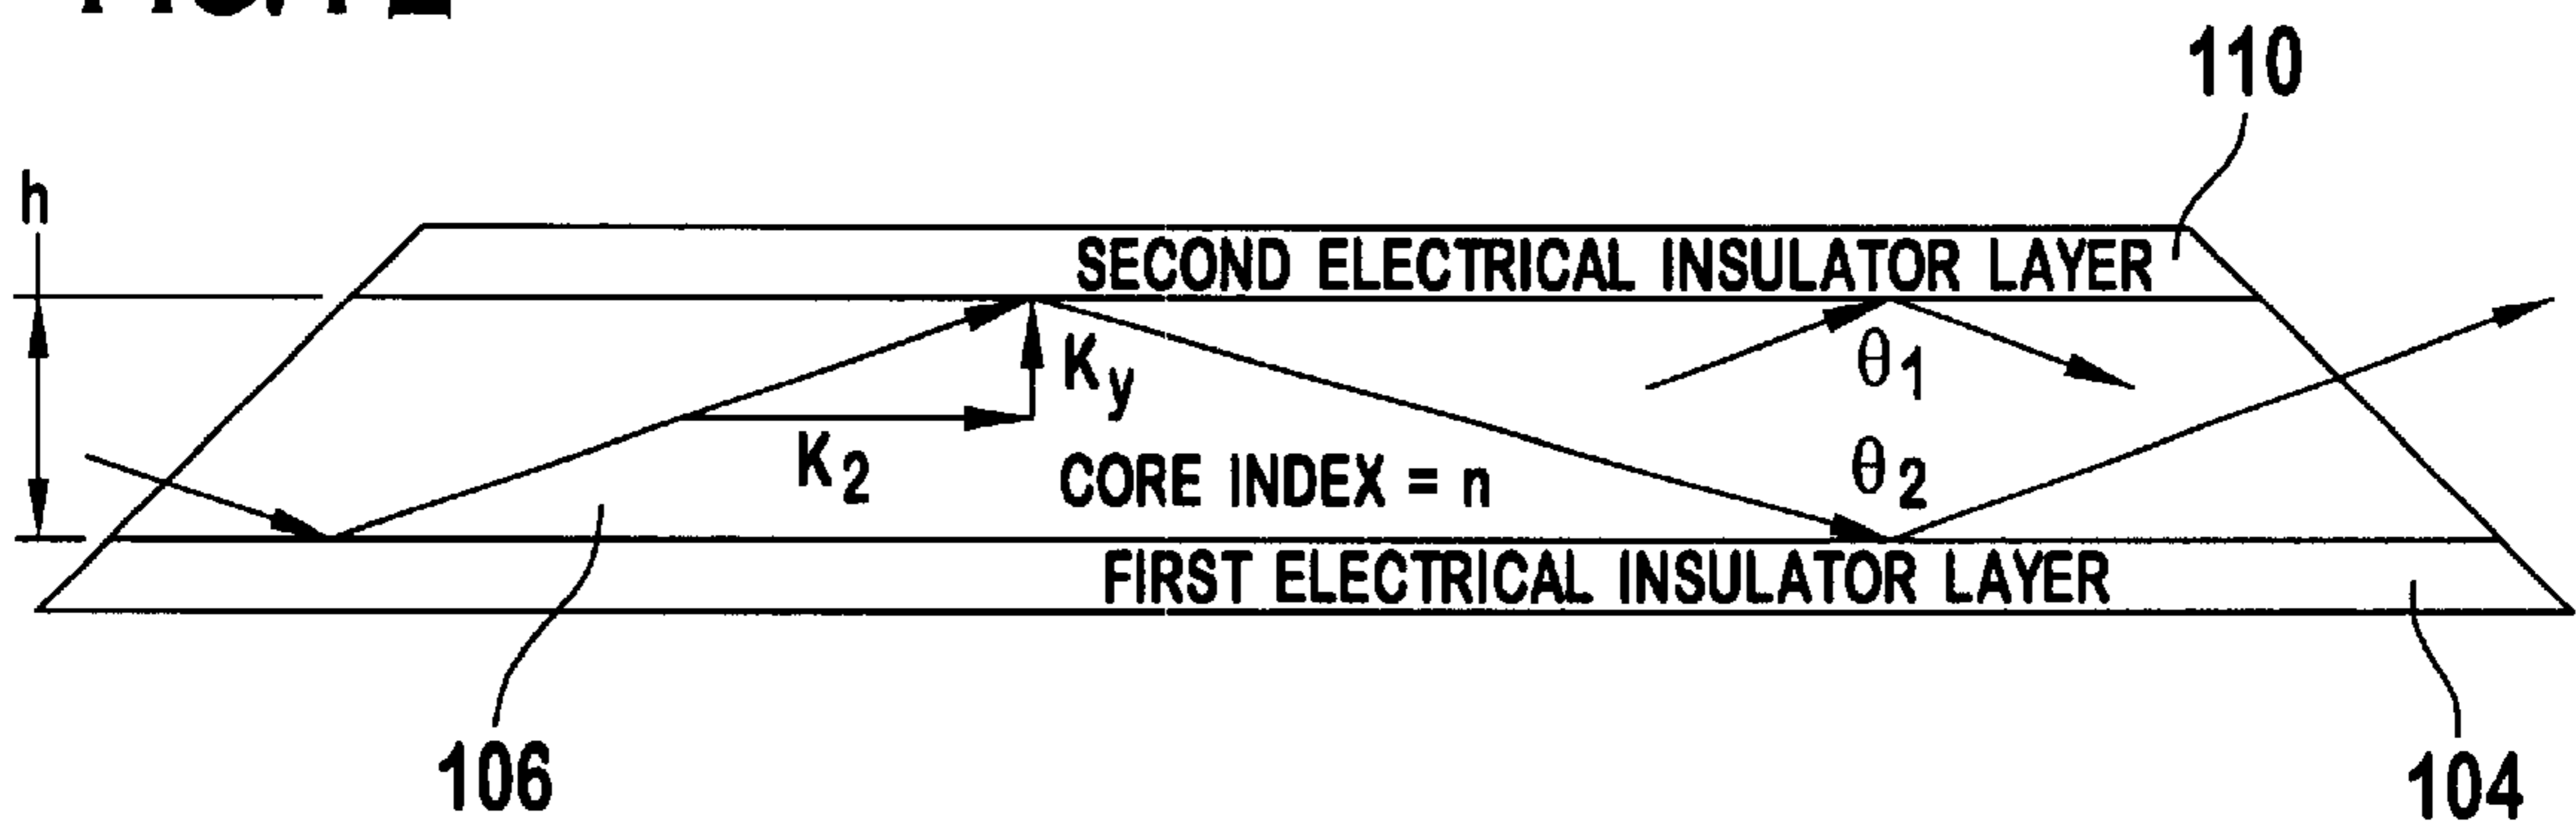 110
h
SECOND ELECTRICAL INSULATOR LAYER
Ky
θ1
K2
θ2
CORE INDEX = n
FIRST ELECTRICAL INSULATOR LAYER
106
104